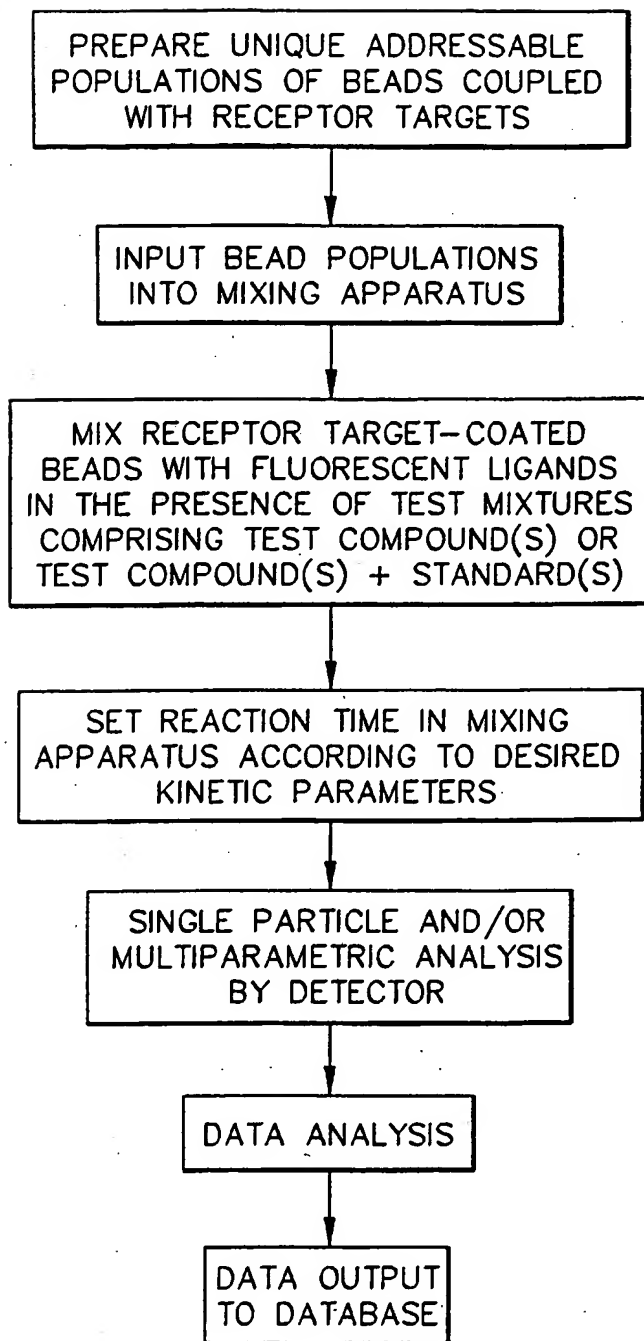 PREPARE UNIQUE ADDRESSABLE
POPULATIONS OF BEADS COUPLED
WITH RECEPTOR TARGETS
INPUT BEAD POPULATIONS
INTO MIXING APPARATUS
MIX RECEPTOR TARGET-COATED
BEADS WITH FLUORESCENT LIGANDS
IN THE PRESENCE OF TEST MIXTURES
COMPRISING TEST COMPOUND(S) OR
TEST COMPOUND(S) + STANDARD(S)
SET REACTION TIME IN MIXING
APPARATUS ACCORDING TO DESIRED
KINETIC PARAMETERS
SINGLE PARTICLE AND/OR
MULTIPARAMETRIC ANALYSIS
BY DETECTOR
DATA ANALYSIS
DATA OUTPUT
TO DATABASE